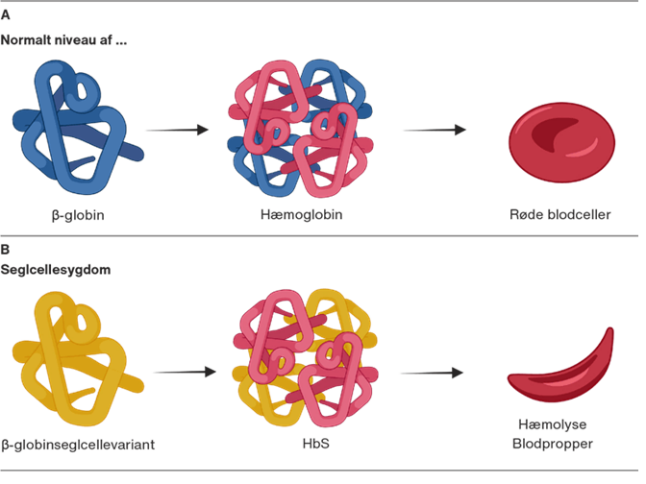 A
Normalt niveau af ...
β-globin
Hæmoglobin
Røde blodceller
B
Seglcellesygdom
β-globinseglcellevariant
HbS
Hæmolyse
Blodpropper